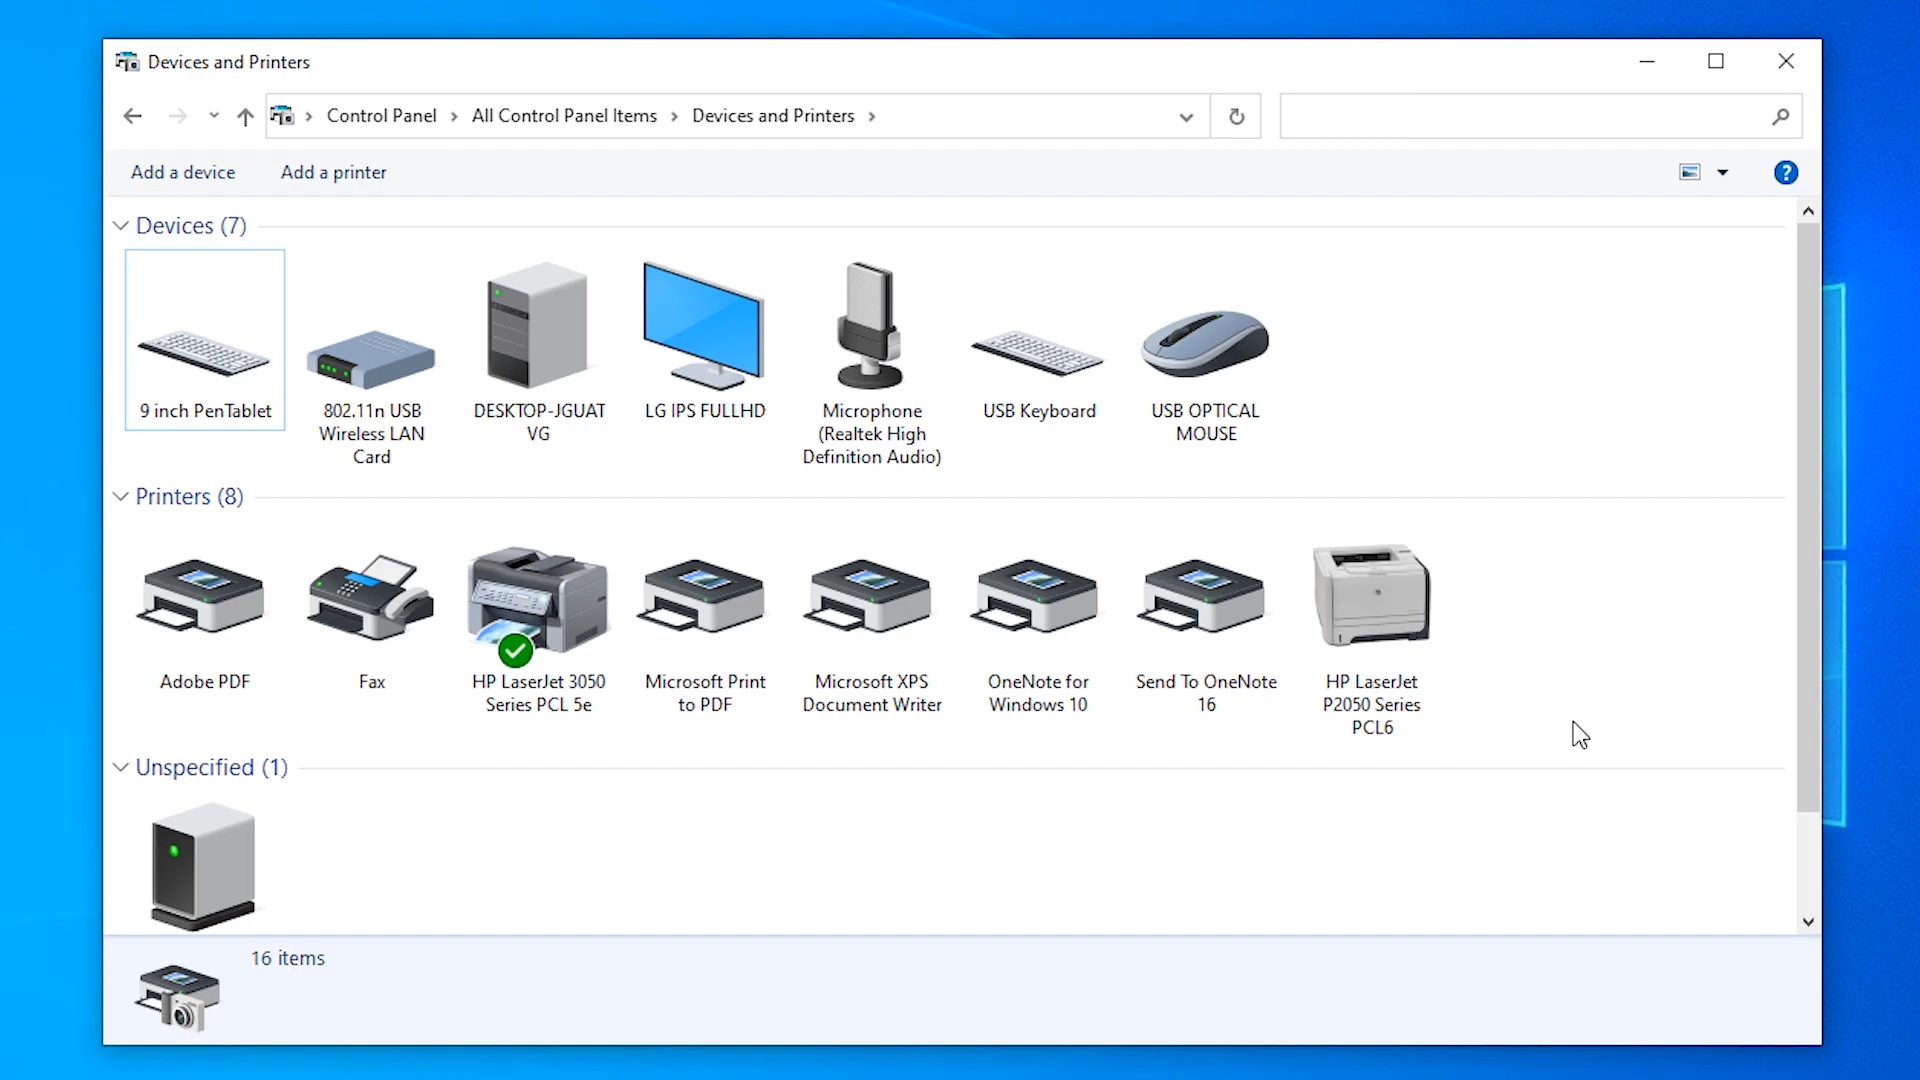 Devices and Printers
Control Panel > All Control Panel Items > Devices and Printers >
Add a device Add a printer ?
Devices (7)
9 inch PenTablet
802.11n USB
Wireless LAN
Card
DESKTOP-JGUAT
VG
LG IPS FULLHD
Microphone
(Realtek High
Definition Audio)
USB Keyboard
USB OPTICAL
MOUSE
Printers (8)
Adobe PDF
Fax
HP LaserJet 3050
Series PCL 5e
Microsoft Print
to PDF
Microsoft XPS
Document Writer
OneNote for
Windows 10
Send To OneNote
16
HP LaserJet
P2050 Series
PCL6
Unspecified (1)
16 items